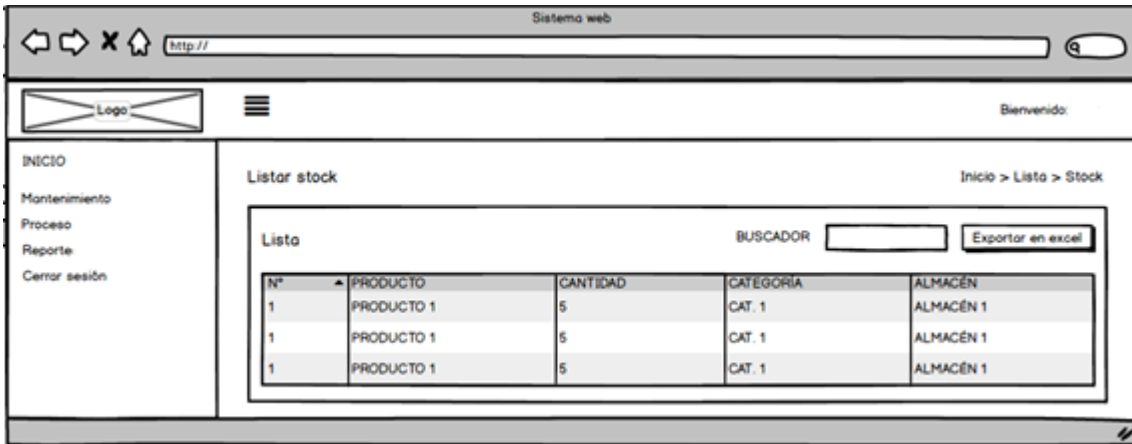 Sistema web
http://
Logo
Bienvenido:
INICIO
Mantenimiento
Proceso
Reporte
Cerrar sesión
Listar stock
Inicio > Lista > Stock
Lista
BUSCADOR
Exportar en excel
N° PRODUCTO CANTIDAD CATEGORÍA ALMACÉN
1 PRODUCTO 1 5 CAT. 1 ALMACÉN 1
1 PRODUCTO 1 5 CAT. 1 ALMACÉN 1
1 PRODUCTO 1 5 CAT. 1 ALMACÉN 1